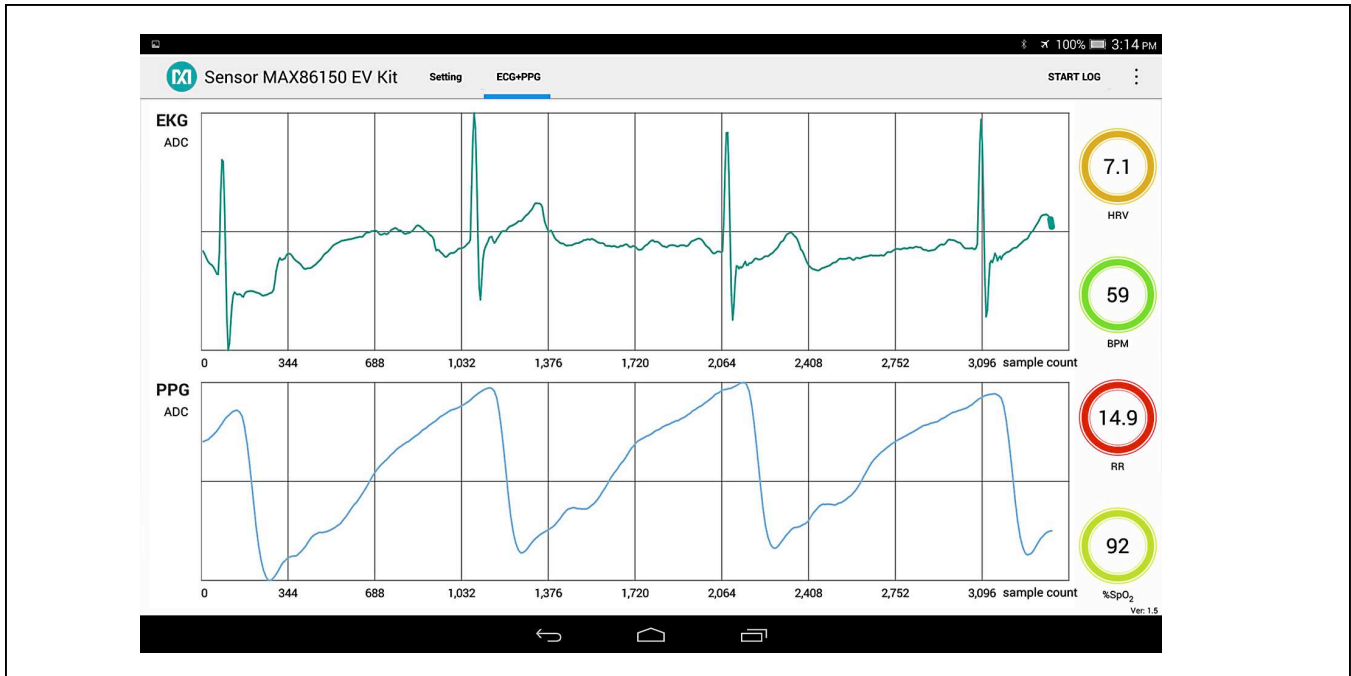 100% 3:14 PM
Sensor MAX86150 EV Kit Setting ECG+PPG START LOG
EKG
ADC
7.1
HRV
59
BPM
0 344 688 1,032 1,376 1,720 2,064 2,408 2,752 3,096 sample count
PPG
ADC
14.9
RR
92
%SpO2
0 344 688 1,032 1,376 1,720 2,064 2,408 2,752 3,096 sample count
Ver: 1.5